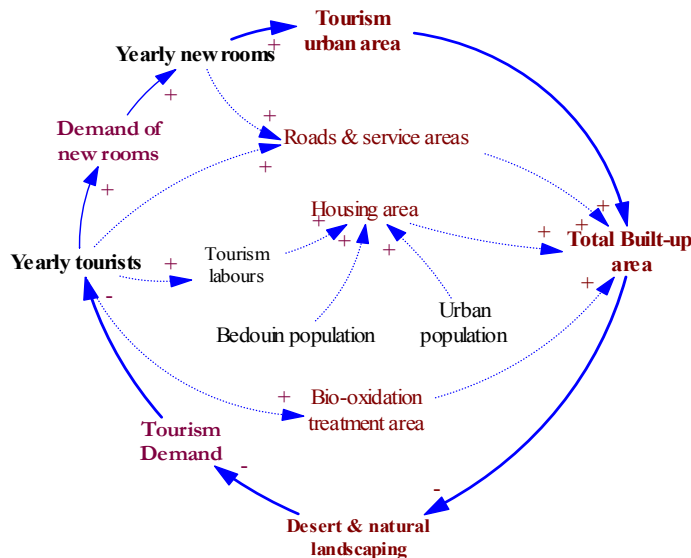 Tourism
urban area
+
Yearly new rooms
+
+
Demand of
new rooms
Roads & service areas
+
+
Housing area
+
+
+
+
+
+
Total Built-up
area
Yearly tourists
+
Tourism
labours
+
-
Bedouin population
Urban
population
+
Bio-oxidation
treatment area
Tourism
Demand
-
-
Desert & natural
landscaping